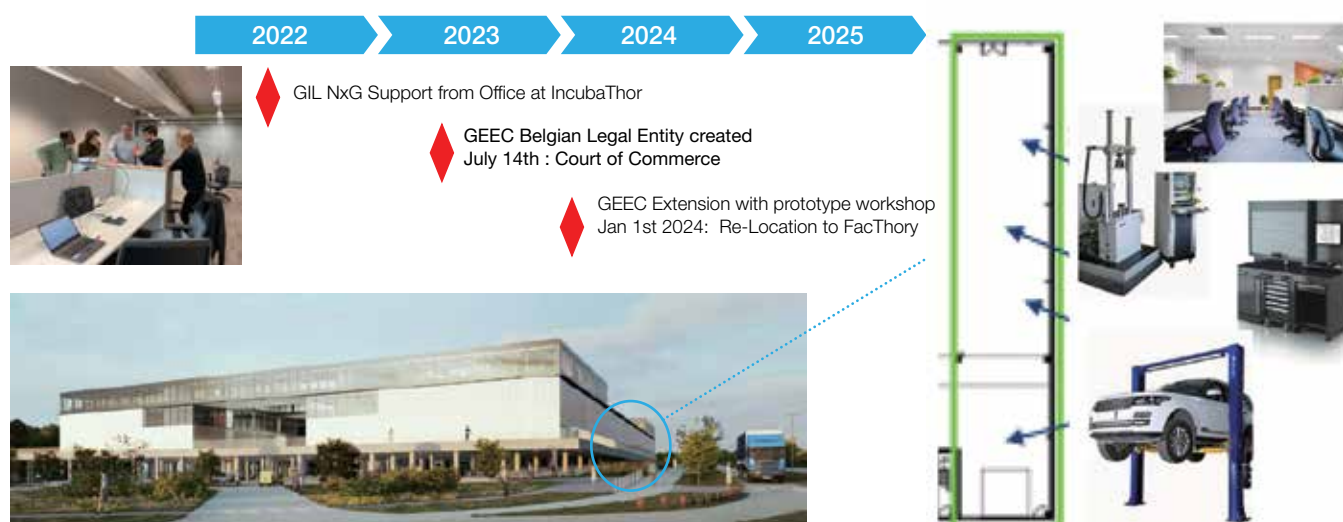 2022
2023
2024
2025
GIL NxG Support from Office at IncubaThor
GEEC Belgian Legal Entity created
July 14th : Court of Commerce
GEEC Extension with prototype workshop
Jan 1st 2024: Re-Location to FacThory